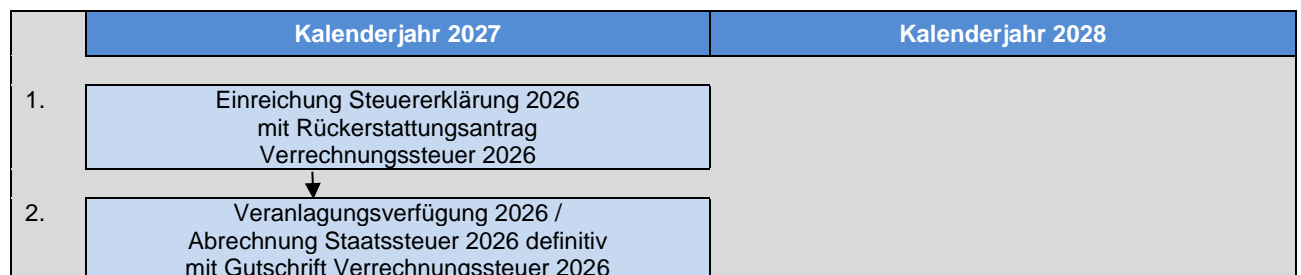 Kalenderjahr 2027 Kalenderjahr 2028
1. Einreichung Steuererklärung 2026
mit Rückerstattungsantrag
Verrechnungssteuer 2026
2. Veranlagungsverfügung 2026 /
Abrechnung Staatssteuer 2026 definitiv
mit Gutschrift Verrechnungssteuer 2026